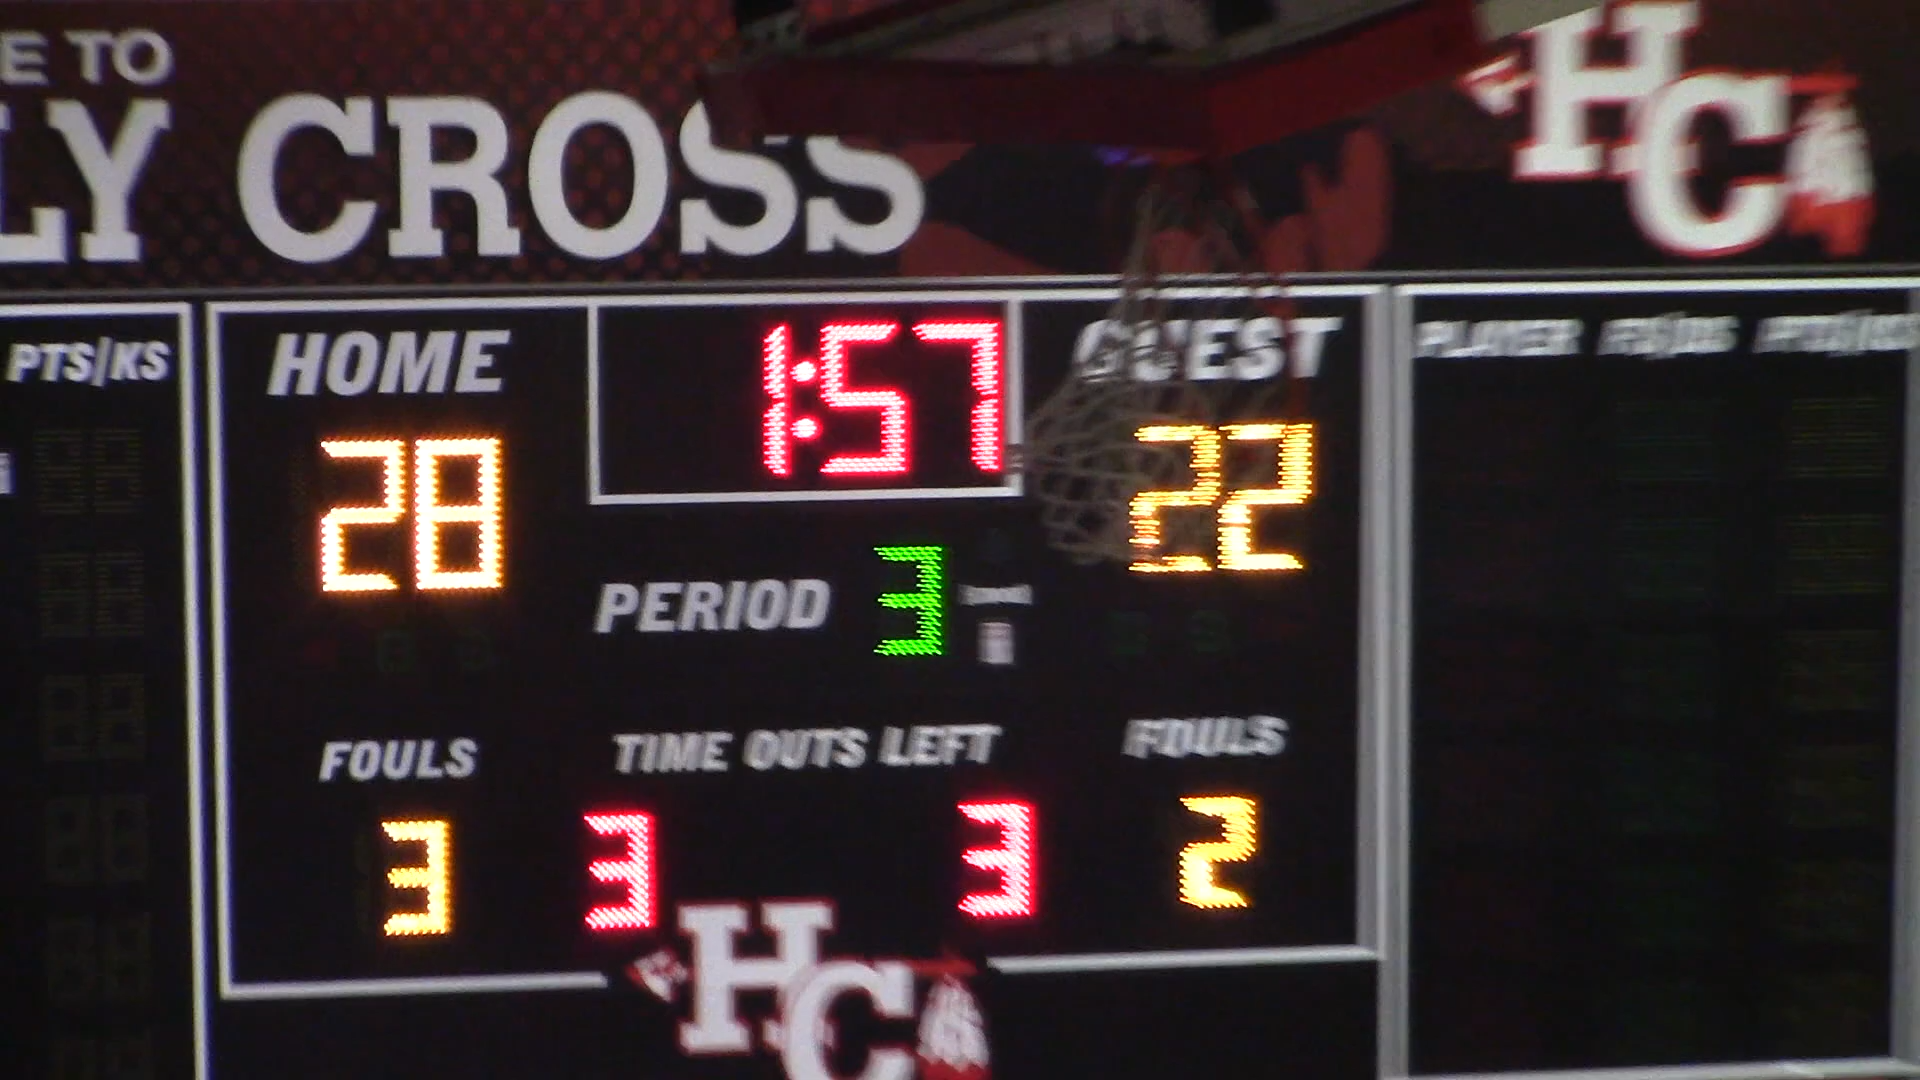 E TO
LY CROSS
HC
PTS/KS
HOME
1:57
GUEST
PLAYER
28
22
PERIOD 3
FOULS
TIME OUTS LEFT
FOULS
3
3
3
2
HC